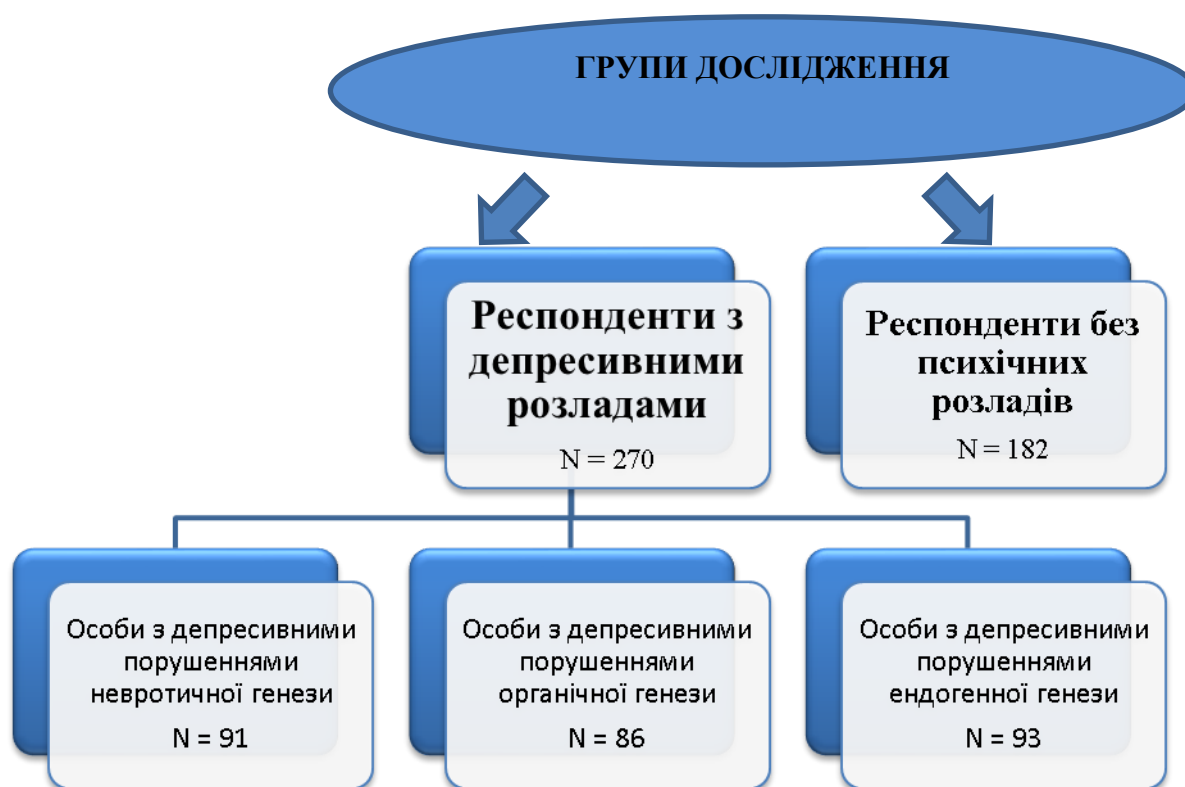 ГРУПИ ДОСЛІДЖЕННЯ
Респонденти з
депресивними
розладами
N = 270
Респонденти без
психічних
розладів
N = 182
Особи з депресивними
порушеннями
невротичної генези
N = 91
Особи з депресивними
порушеннями
органічної генези
N = 86
Особи з депресивними
порушеннями
ендогенної генези
N = 93